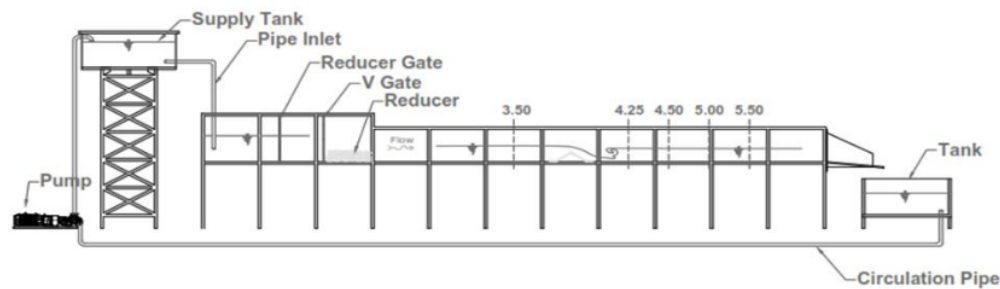 Supply Tank
Pipe Inlet
Reducer Gate
V Gate
Reducer
3.50
4.25 4.50 5.00 5.50
Flow
Tank
Pump
Circulation Pipe